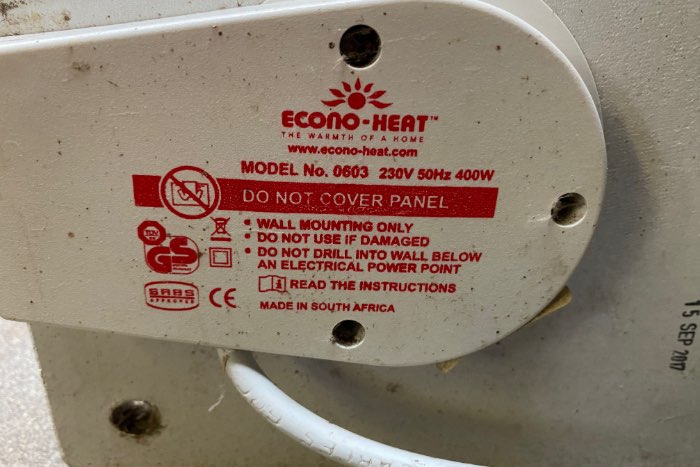 ECONO-HEAT™
THE WARMTH OF A HOME
www.econo-heat.com
MODEL No. 0603 230V 50Hz 400W
DO NOT COVER PANEL
• WALL MOUNTING ONLY
• DO NOT USE IF DAMAGED
• DO NOT DRILL INTO WALL BELOW
AN ELECTRICAL POWER POINT
GS
READ THE INSTRUCTIONS
SABS
APPROVED
CE
MADE IN SOUTH AFRICA
15 SEP 2017